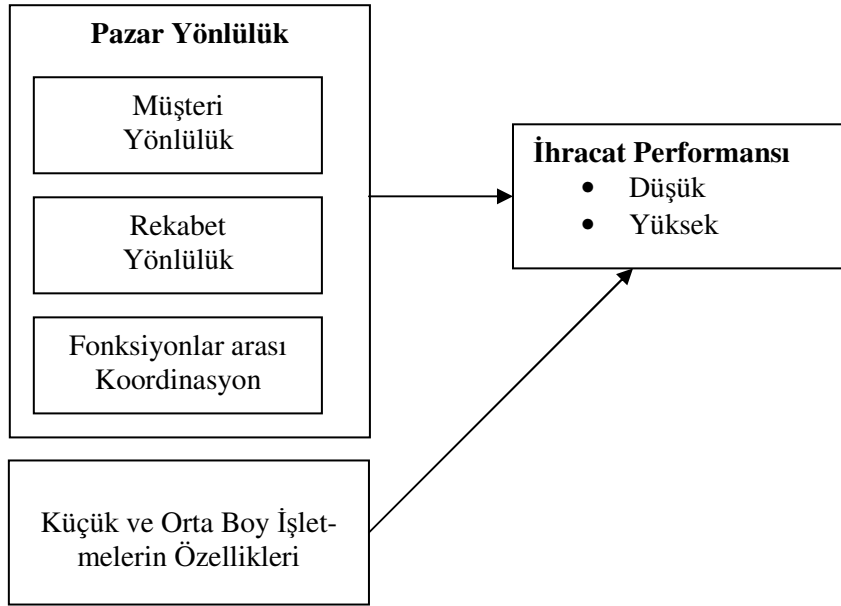 Pazar Yönlülük
Müşteri
Yönlülük
Rekabet
Yönlülük
Fonksiyonlar arası
Koordinasyon
Küçük ve Orta Boy İşlet-
melerin Özellikleri
İhracat Performansı
• Düşük
• Yüksek